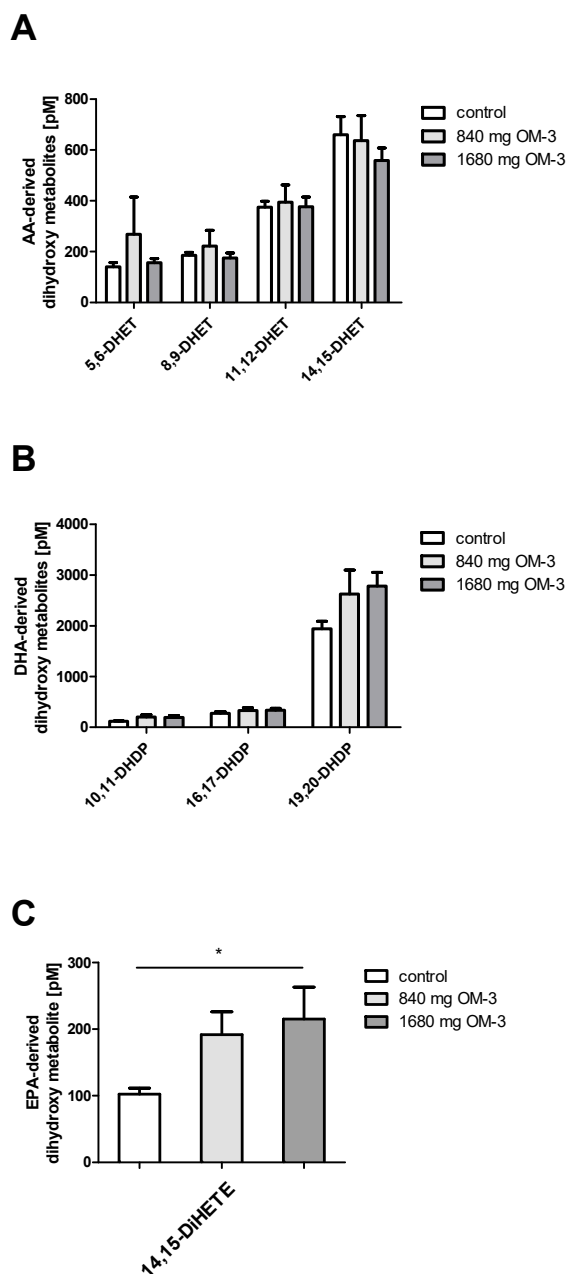 A
AA-derived
dihydroxy metabolites [pM]
800
600
400
200
0
control
840 mg OM-3
1680 mg OM-3
5,6-DHET
8,9-DHET
11,12-DHET
14,15-DHET
B
DHA-derived
dihydroxy metabolites [pM]
4000
3000
2000
1000
0
control
840 mg OM-3
1680 mg OM-3
10,11-DHDP
16,17-DHDP
19,20-DHDP
C
EPA-derived
dihydroxy metabolite [pM]
300
200
100
0
*
control
840 mg OM-3
1680 mg OM-3
14,15-DiHETE